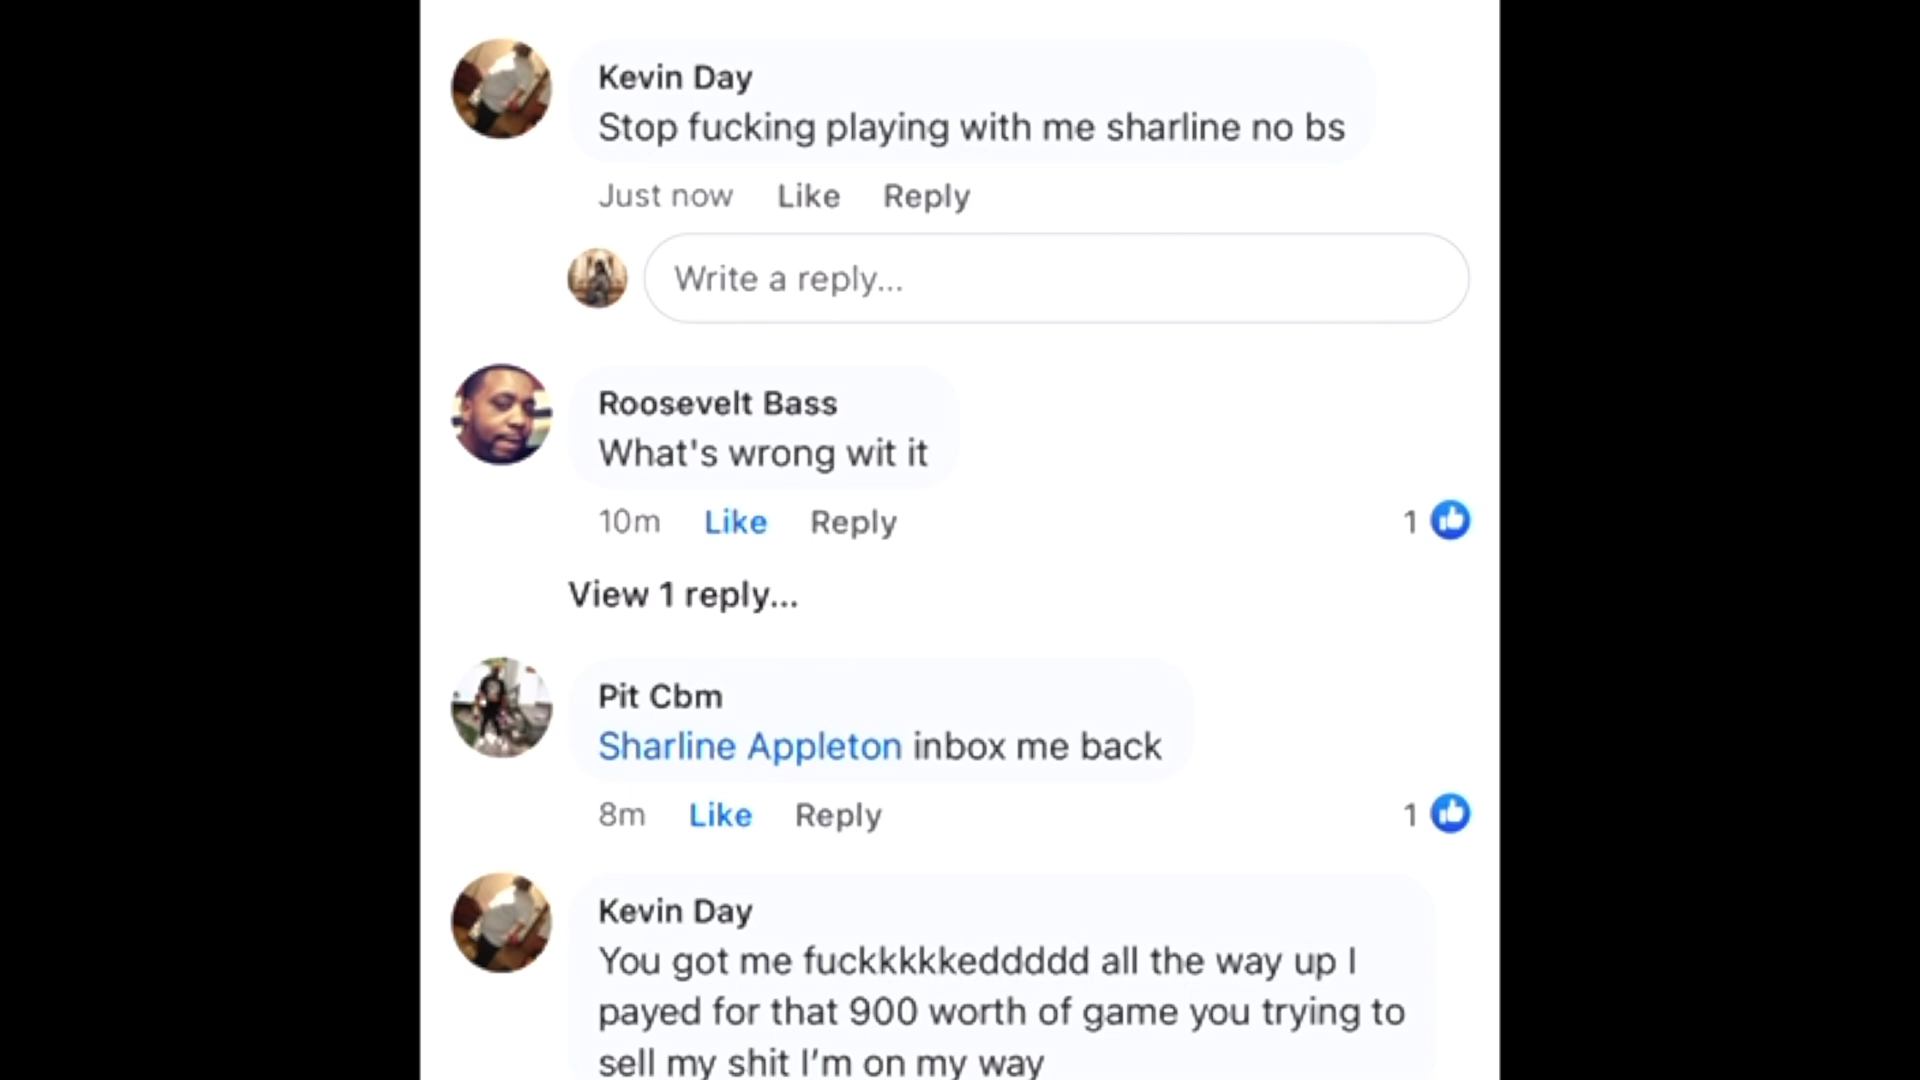 Kevin Day
Stop fucking playing with me sharline no bs
Just now Like Reply
Write a reply...
Roosevelt Bass
What's wrong wit it
10m Like Reply 1
View 1 reply...
Pit Cbm
Sharline Appleton inbox me back
8m Like Reply 1
Kevin Day
You got me fuckkkkkeddddd all the way up I
payed for that 900 worth of game you trying to
sell my shit I'm on my way